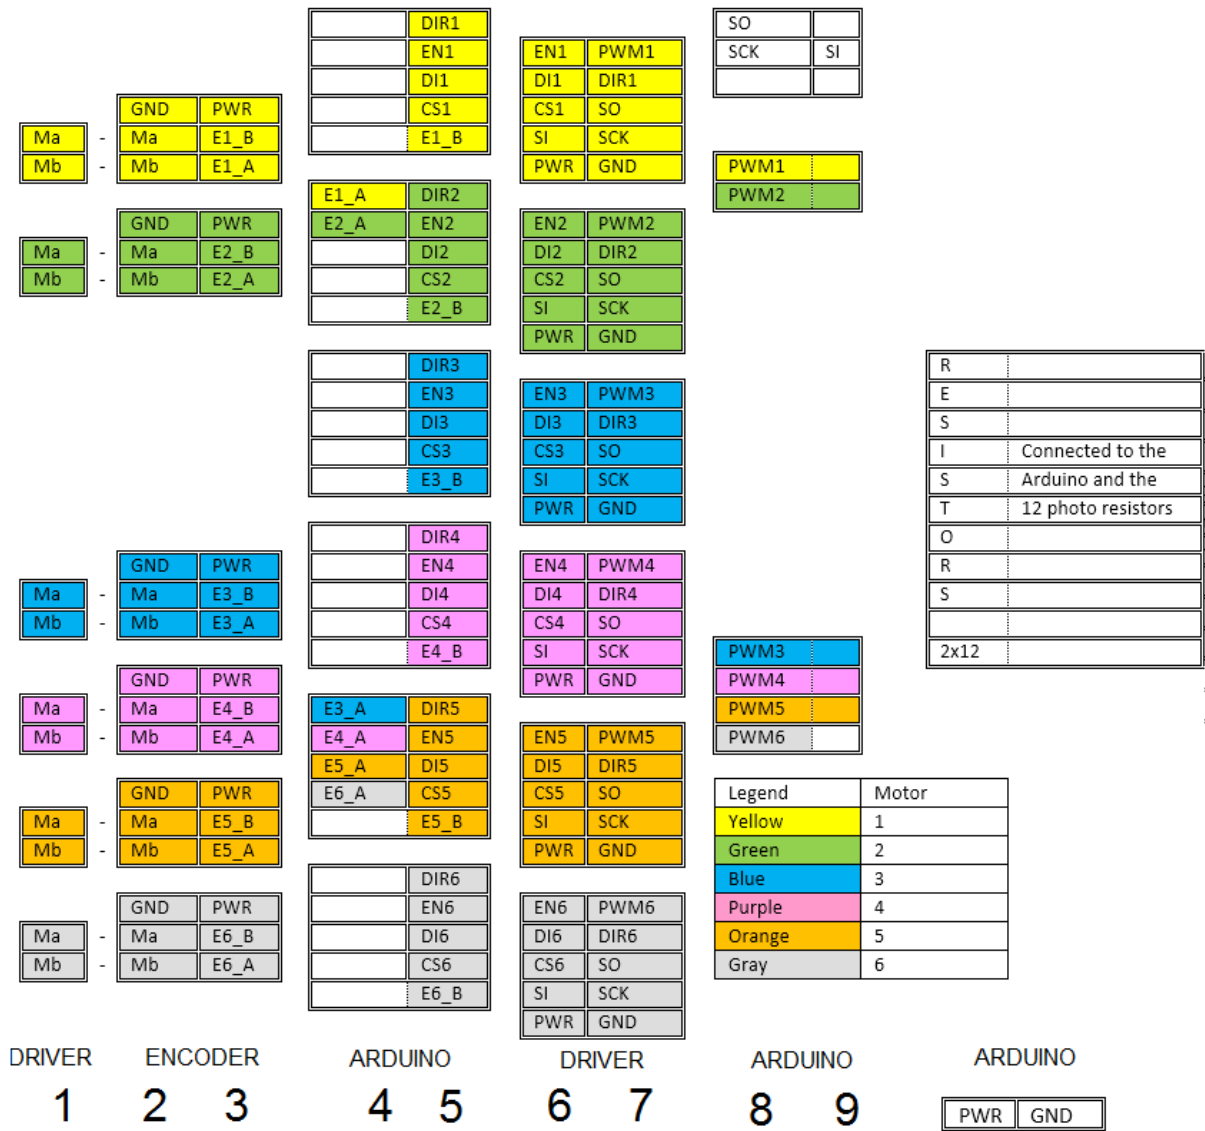 DIR1 SO
EN1 EN1 PWM1 SCK SI
DI1 DI1 DIR1
GND PWR CS1 CS1 SO
Ma - Ma E1_B E1_B SI SCK
Mb - Mb E1_A PWR GND PWM1
E1_A DIR2 PWM2
GND PWR E2_A EN2 EN2 PWM2
Ma - Ma E2_B DI2 DI2 DIR2
Mb - Mb E2_A CS2 CS2 SO
E2_B SI SCK
PWR GND
DIR3 R
EN3 EN3 PWM3 E
DI3 DI3 DIR3 S
CS3 CS3 SO I Connected to the
E3_B SI SCK S Arduino and the
PWR GND T 12 photo resistors
DIR4 O
GND PWR EN4 EN4 PWM4 R
Ma - Ma E3_B DI4 DI4 DIR4 S
Mb - Mb E3_A CS4 CS4 SO
E4_B SI SCK PWM3 2x12
GND PWR PWR GND PWM4
Ma - Ma E4_B E3_A DIR5 PWM5
Mb - Mb E4_A E4_A EN5 EN5 PWM5 PWM6
E5_A DI5 DI5 DIR5
GND PWR E6_A CS5 CS5 SO Legend Motor
Ma - Ma E5_B E5_B SI SCK Yellow 1
Mb - Mb E5_A PWR GND Green 2
DIR6 Blue 3
GND PWR EN6 EN6 PWM6 Purple 4
Ma - Ma E6_B DI6 DI6 DIR6 Orange 5
Mb - Mb E6_A CS6 CS6 SO Gray 6
E6_B SI SCK
PWR GND
DRIVER ENCODER ARDUINO DRIVER ARDUINO ARDUINO
1 2 3 4 5 6 7 8 9 PWR GND